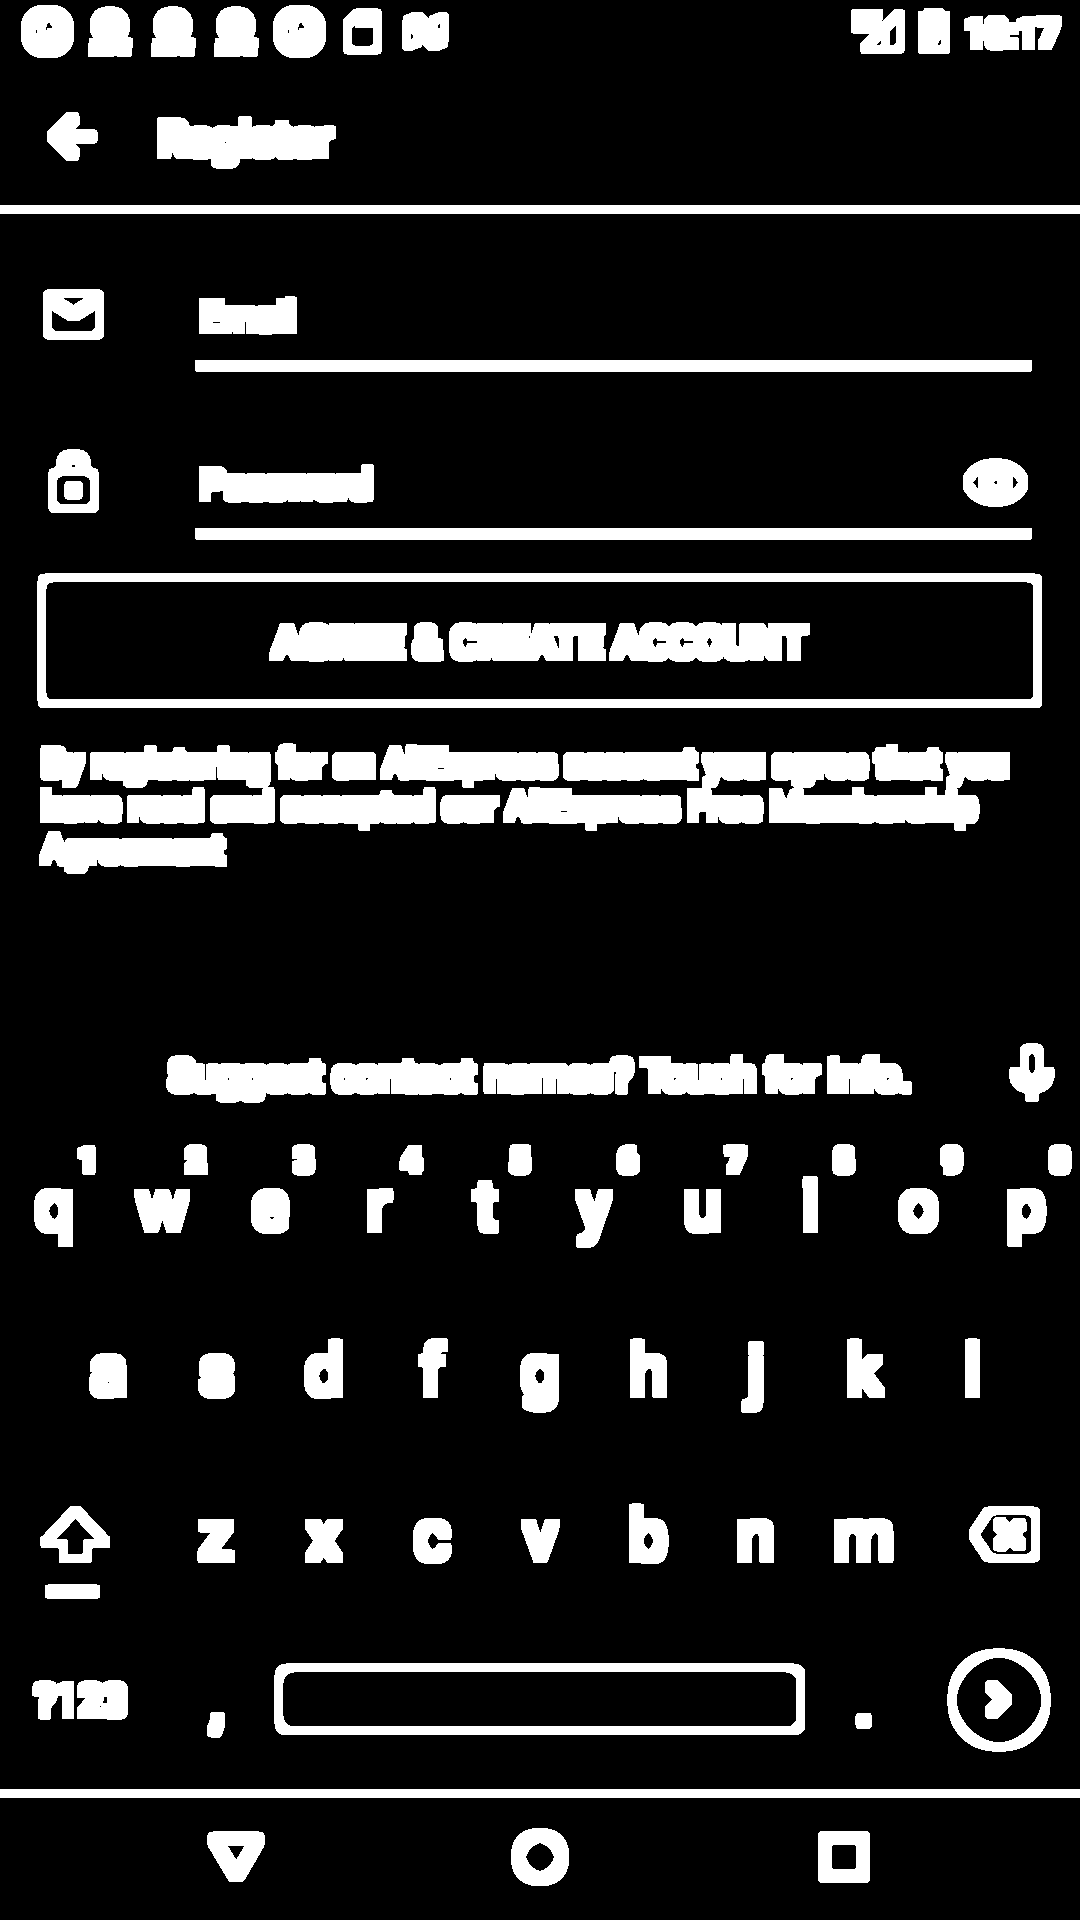 18:17
Register
Email
Password
AGREE & CREATE ACCOUNT
By registering for an AliExpress account you agree that you
have read and accepted our AliExpress Free Membership
Agreement
Suggest contact names? Touch for info.
1 2 3 4 5 6 7 8 9 0
q w e r t y u i o p
a s d f g h j k l
z x c v b n m
?123 , .